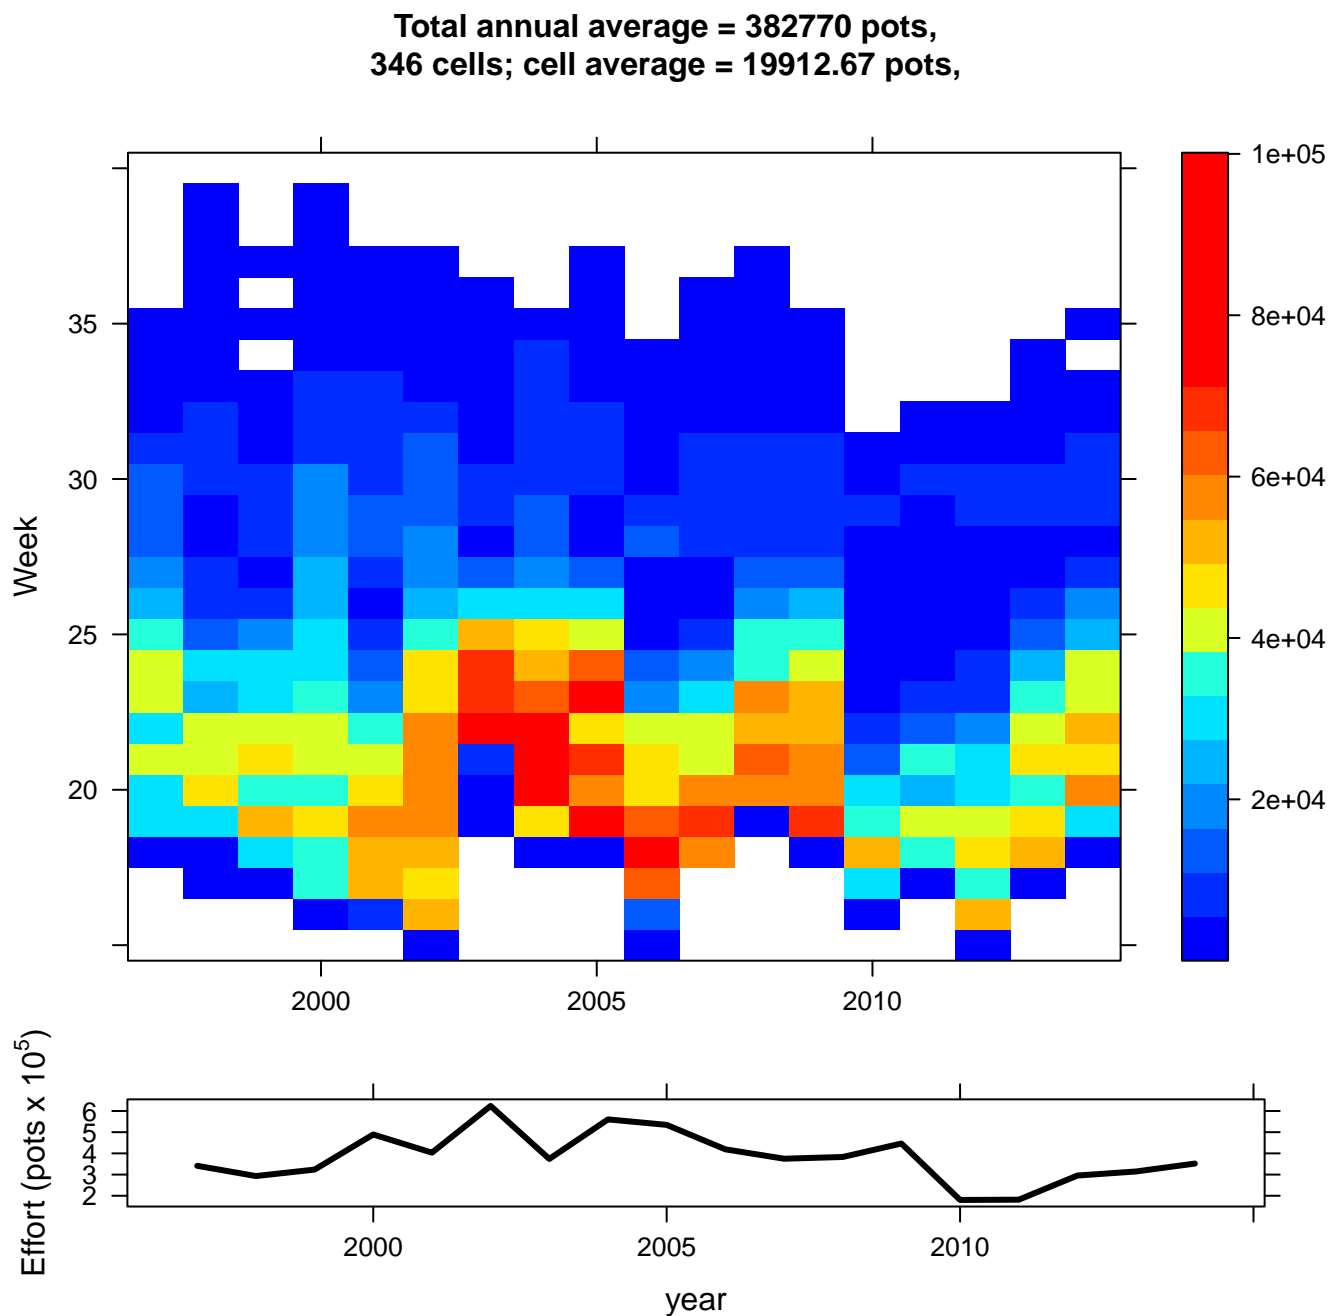 Total annual average = 382770 pots,
346 cells; cell average = 19912.67 pots,
1e+05
8e+04
6e+04
4e+04
2e+04
Week
35
30
25
20
2000
2005
2010
Effort (pots x 10⁵)
6
5
4
3
2
2000
2005
2010
year